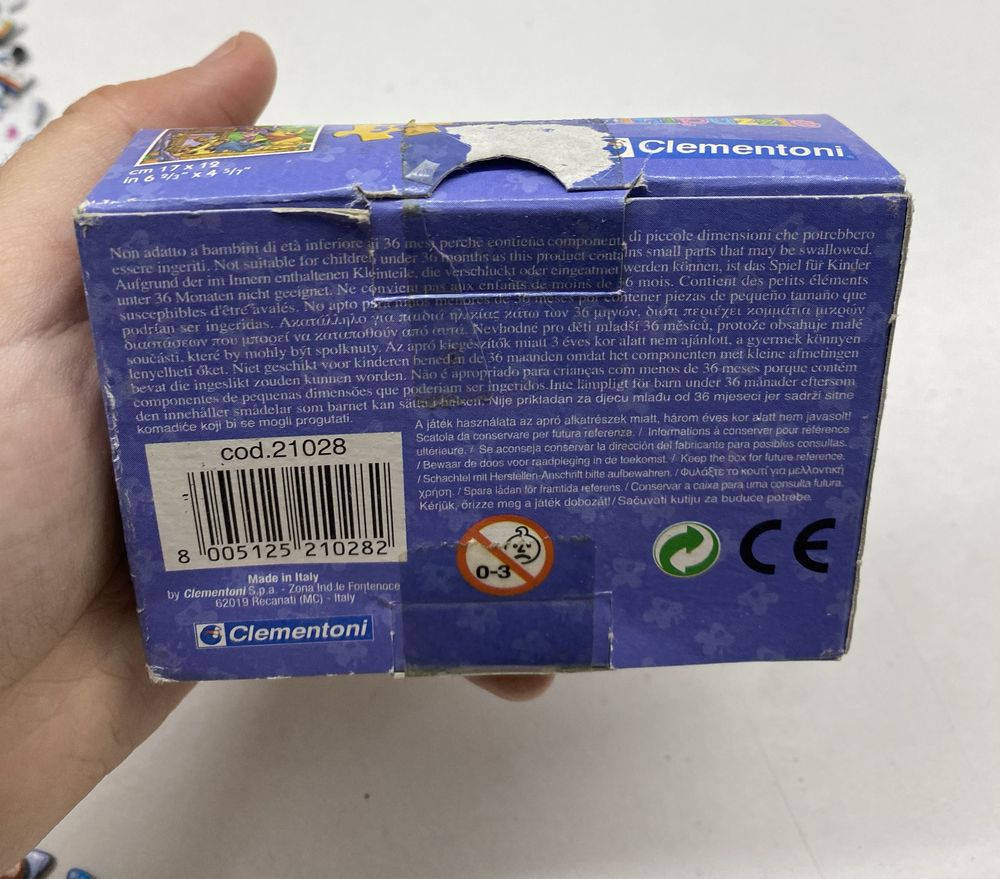 cm 17 x 12
in 6 2/3" x 4 5/7"
Clementoni
Non adatto a bambini di età inferiore ai 36 mesi perchè contiene componenti di piccole dimensioni che potrebbero
essere ingeriti. Not suitable for children under 36 months as this product contains small parts that may be swallowed.
Aufgrund der im Innern enthaltenen Kleinteile, die verschluckt oder eingeatmet werden können, ist das Spiel für Kinder
unter 36 Monaten nicht geeignet. Ne convient pas aux enfants de moins de 36 mois. Contient des petits éléments
susceptibles d'être avalés. No apto para menores de 36 meses por contener piezas de pequeño tamaño que
podrían ser ingeridas. Ακατάλληλο για παιδιά ηλικίας κάτω των 36 μηνών, διότι περιέχει κομμάτια μικρών
διαστάσεων που μπορεί να καταποθούν από αυτά. Nevhodné pro děti mladší 36 měsíců, protože obsahuje malé
součásti, které by mohly být spolknuty. Az apró kiegészítők miatt 3 éves kor alatt nem ajánlott, a gyermek könnyen
lenyelheti őket. Niet geschikt voor kinderen beneden de 36 maanden omdat het componenten met kleine afmetingen
bevat die ingeslikt zouden kunnen worden. Não é apropriado para crianças com menos de 36 meses porque contém
componentes de pequenas dimensões que poderiam ser ingeridos. Inte lämpligt för barn under 36 månader eftersom
den innehåller smådelar som barnet kan sätta i halsen. Nije prikladan za djecu mlađu od 36 mjeseci jer sadrži sitne
komadiće koji bi se mogli progutati.
A játék használata az apró alkatrészek miatt, három éves kor alatt nem javasolt!
Scatola da conservare per futura referenza. / Informations à conserver pour référence
ultérieure. / Se aconseja conservar la dirección del fabricante para posibles consultas.
/ Bewaar de doos voor raadpleging in de toekomst. / Keep the box for future reference.
/ Schachtel mit Hersteller-Anschrift bitte aufbewahren. / Φυλάξτε το κουτί για μελλοντική
χρήση. / Spara lådan för framtida referens. / Conservar a caixa para uma consulta futura.
Kérjük, őrizze meg a játék dobozát! / Sačuvati kutiju za buduće potrebe.
cod.21028
8 005125 210282
Made in Italy
by Clementoni S.p.a. - Zona Ind.le Fontenoce
62019 Recanati (MC) - Italy
Clementoni
0-3
CE